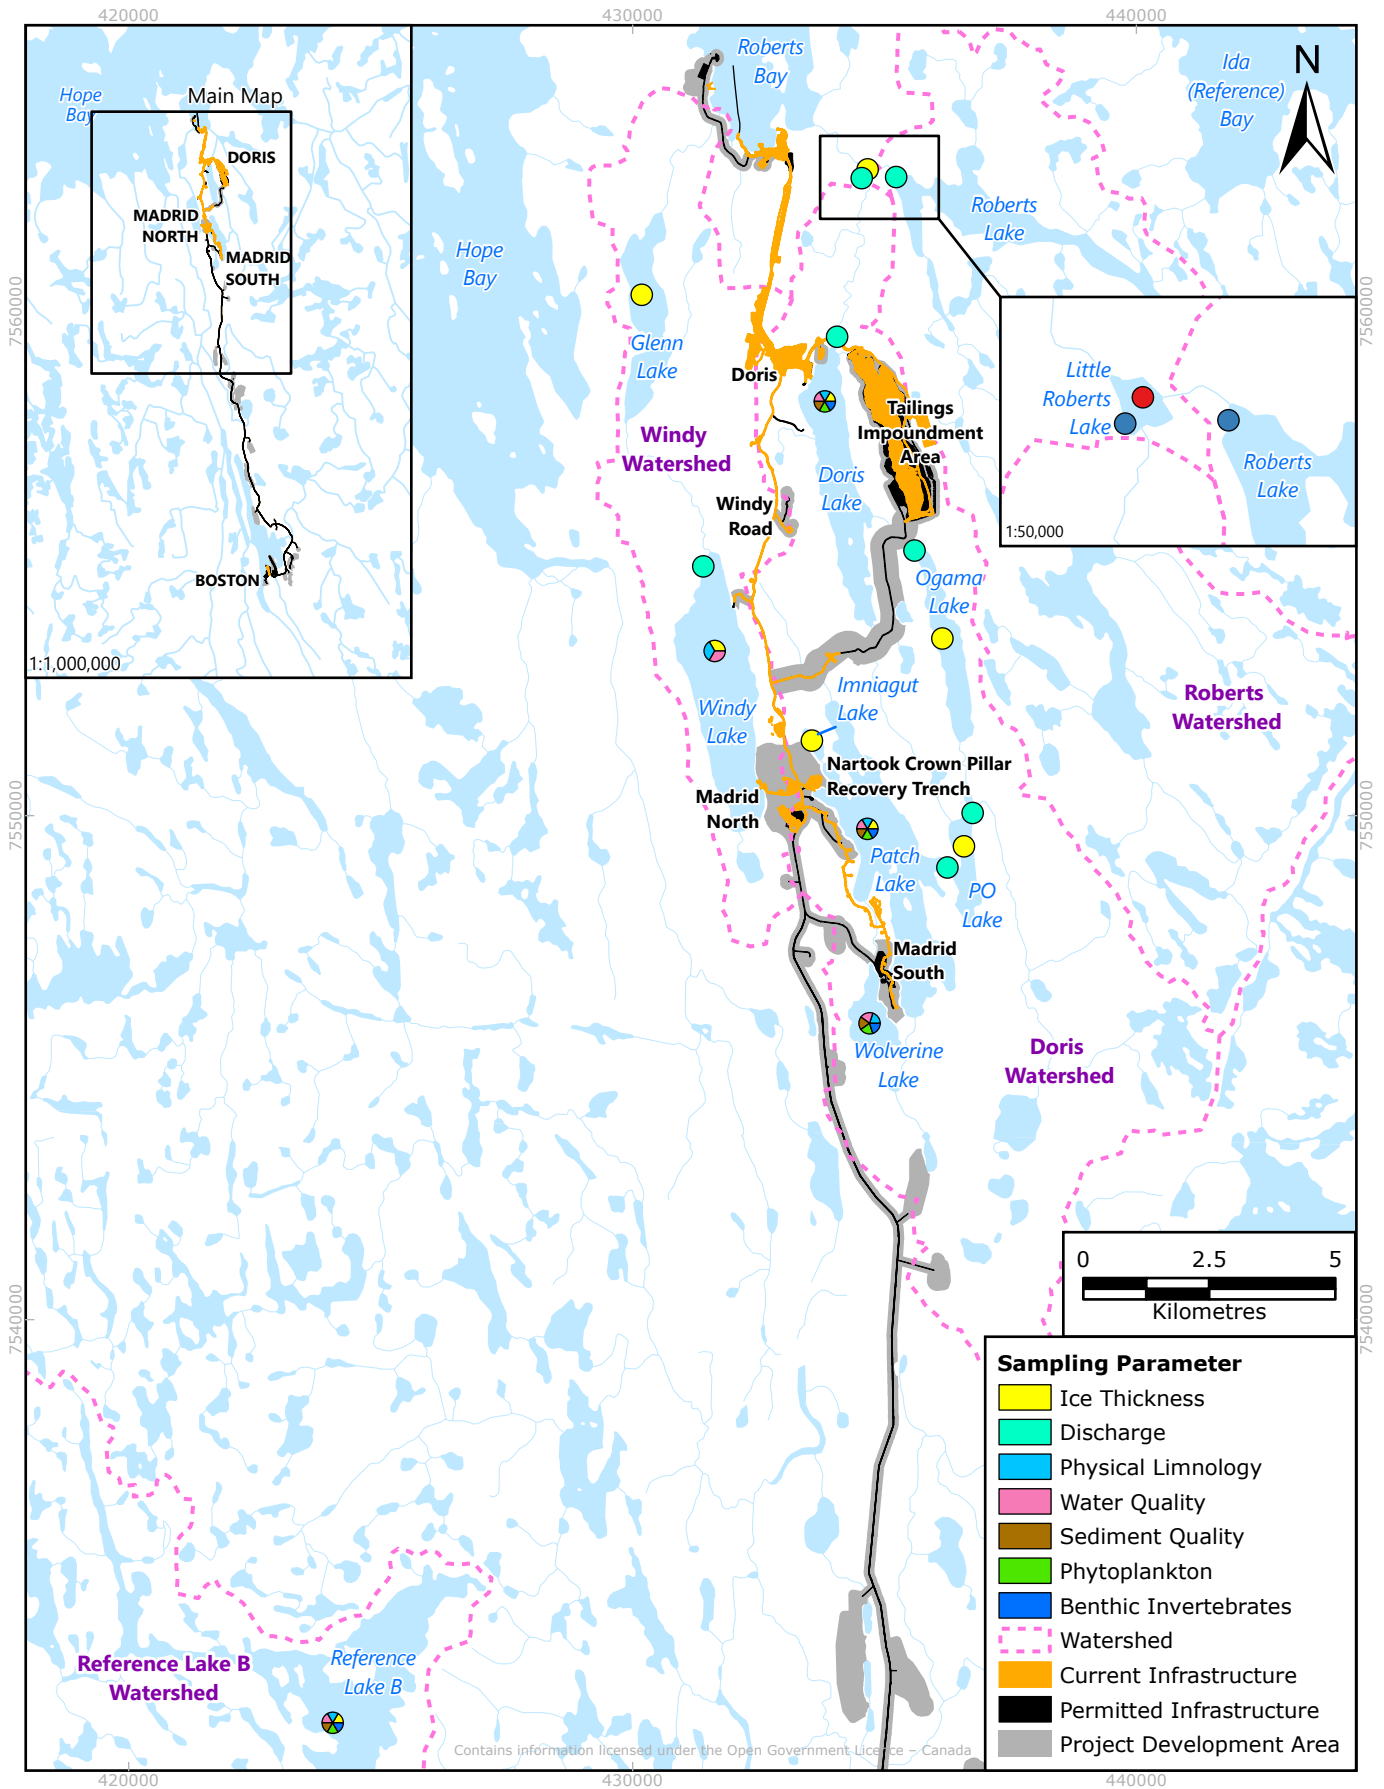 420000
430000
440000
7560000
7550000
7540000
7560000
7550000
7540000
Hope
Bay
Main Map
DORIS
MADRID
NORTH
MADRID
SOUTH
BOSTON
1:1,000,000
Roberts
Bay
Ida
(Reference)
Bay
N
Roberts
Lake
Hope
Bay
Glenn
Lake
Doris
Tailings
Impoundment
Area
Windy
Watershed
Doris
Lake
Windy
Road
Little
Roberts
Lake
Roberts
Lake
1:50,000
Ogama
Lake
Imniagut
Lake
Windy
Lake
Roberts
Watershed
Nartook Crown Pillar
Recovery Trench
Madrid
North
Patch
Lake
PO
Lake
Madrid
South
Wolverine
Lake
Doris
Watershed
0 2.5 5
Kilometres
Sampling Parameter
Ice Thickness
Discharge
Physical Limnology
Water Quality
Sediment Quality
Phytoplankton
Benthic Invertebrates
Watershed
Current Infrastructure
Permitted Infrastructure
Project Development Area
Reference Lake B
Watershed
Reference
Lake B
Contains information licensed under the Open Government Licence – Canada
420000
430000
440000